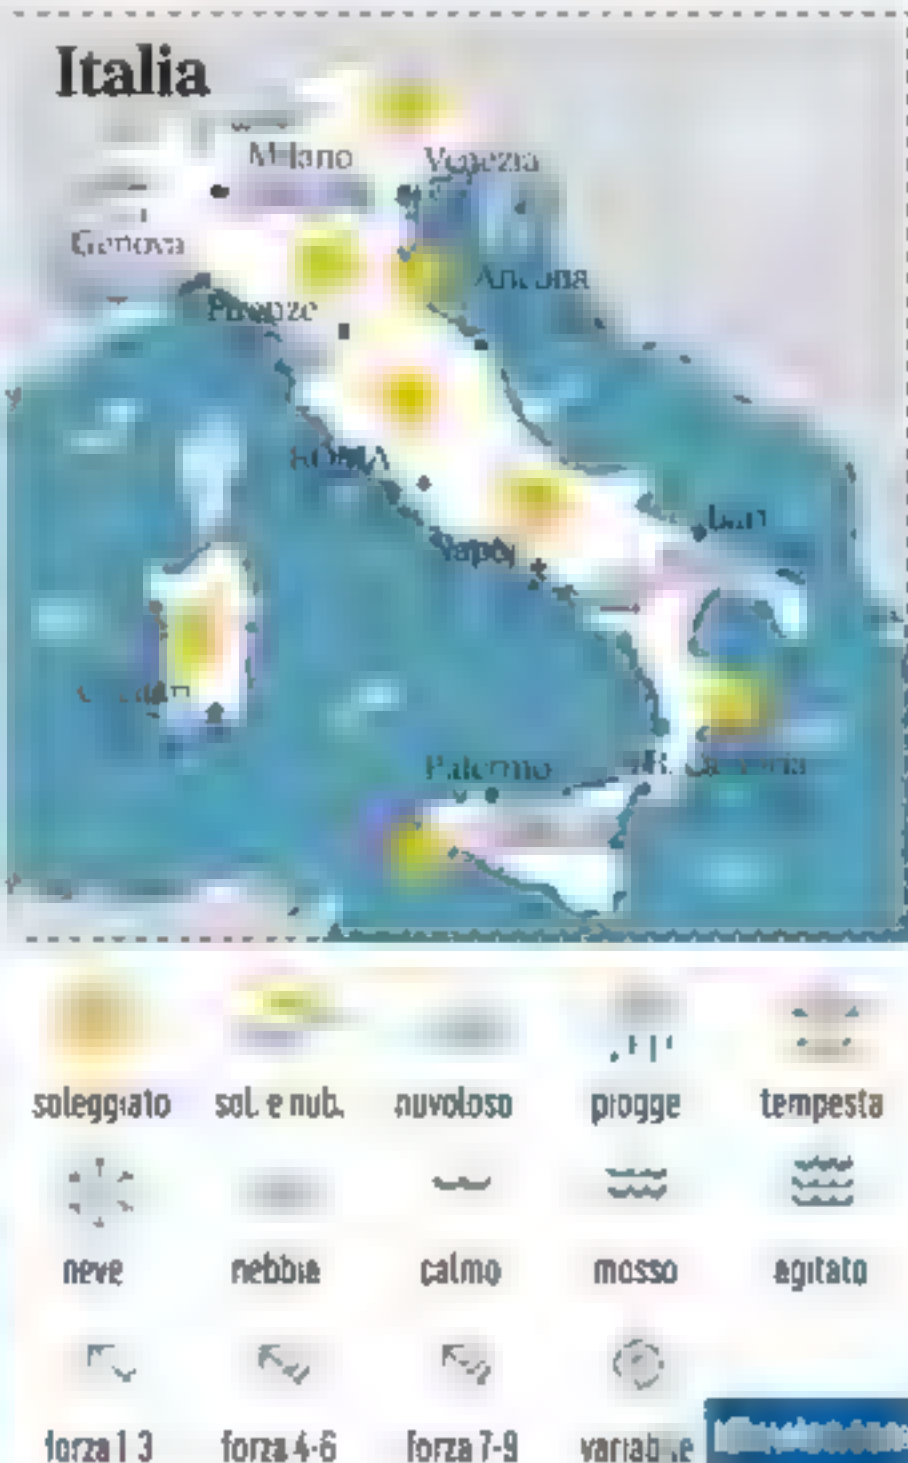 Italia
Milano
Venezia
Genova
Ancona
Firenze
ROMA
Bari
Napoli
Palermo
soleggiato sol. e nub. nuvoloso piogge tempesta
neve nebbia calmo mosso agitato
forza 1 3 forza 4-6 forza 7-9 variabile